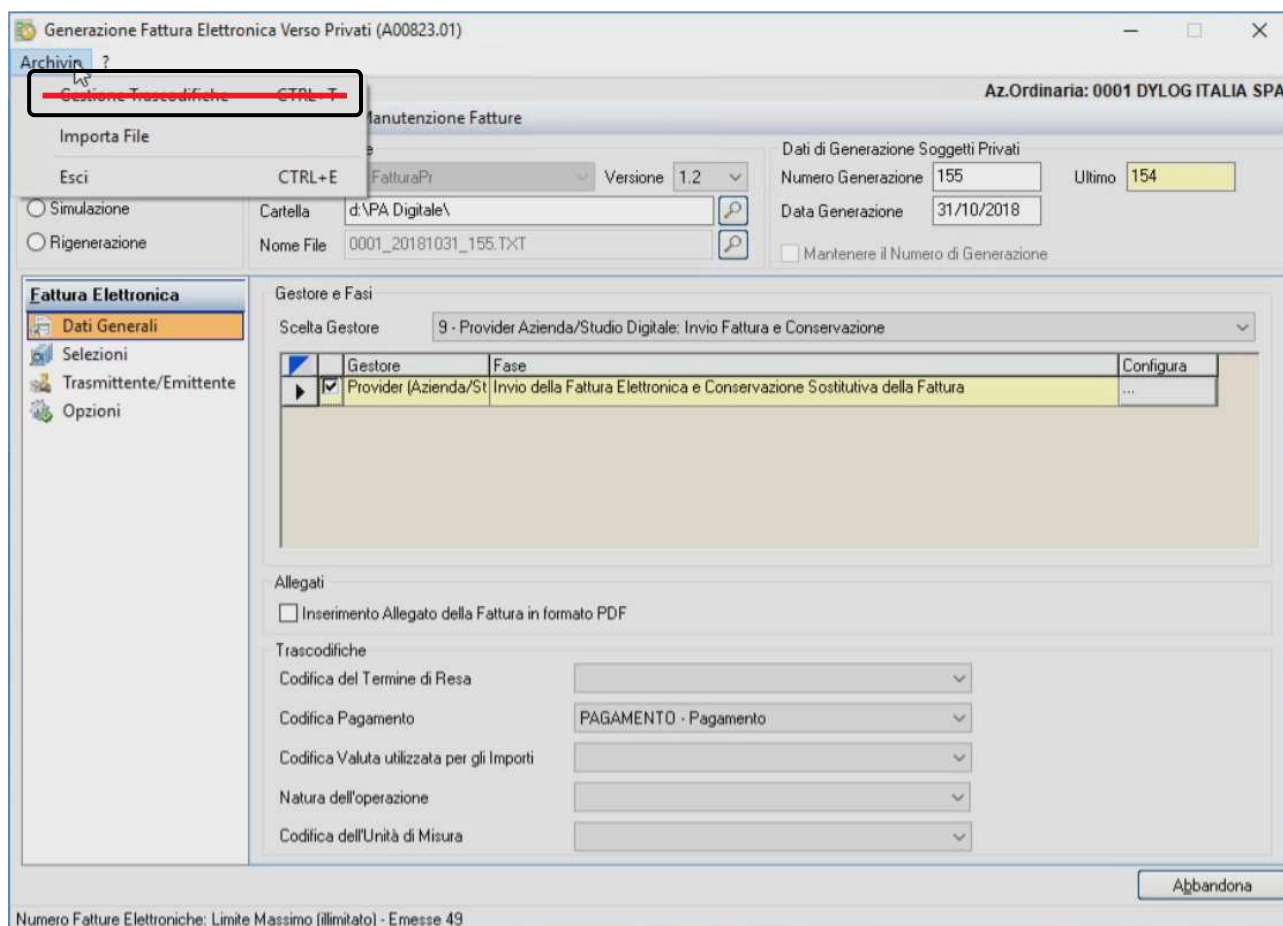 Generazione Fattura Elettronica Verso Privati (A00823.01)
Archivio ?
Gestione Trascodifiche CTRL+T
Az.Ordinaria: 0001 DYLOG ITALIA SPA
Manutenzione Fatture
Importa File
Dati di Generazione Soggetti Privati
Esci CTRL+E
FatturaPr Versione 1.2
Numero Generazione 155 Ultimo 154
Simulazione
Cartella d:\PA Digitale\
Data Generazione 31/10/2018
Rigenerazione
Nome File 0001_20181031_155.TXT
Mantenere il Numero di Generazione
Fattura Elettronica
Dati Generali
Selezioni
Trasmittente/Emittente
Opzioni
Gestore e Fasi
Scelta Gestore 9 - Provider Azienda/Studio Digitale: Invio Fattura e Conservazione
Gestore Fase Configura
Provider (Azienda/St Invio della Fattura Elettronica e Conservazione Sostitutiva della Fattura ...
Allegati
Inserimento Allegato della Fattura in formato PDF
Trascodifiche
Codifica del Termine di Resa
Codifica Pagamento PAGAMENTO - Pagamento
Codifica Valuta utilizzata per gli Importi
Natura dell'operazione
Codifica dell'Unità di Misura
Abbandona
Numero Fatture Elettroniche: Limite Massimo (illimitato) - Emesse 49